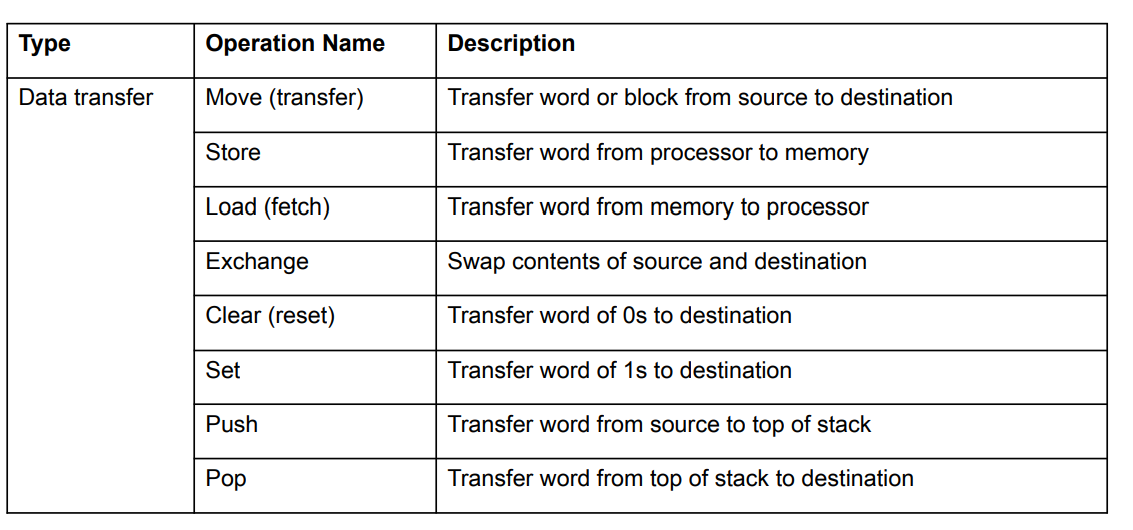 Type Operation Name Description
Data transfer Move (transfer) Transfer word or block from source to destination
Store Transfer word from processor to memory
Load (fetch) Transfer word from memory to processor
Exchange Swap contents of source and destination
Clear (reset) Transfer word of 0s to destination
Set Transfer word of 1s to destination
Push Transfer word from source to top of stack
Pop Transfer word from top of stack to destination